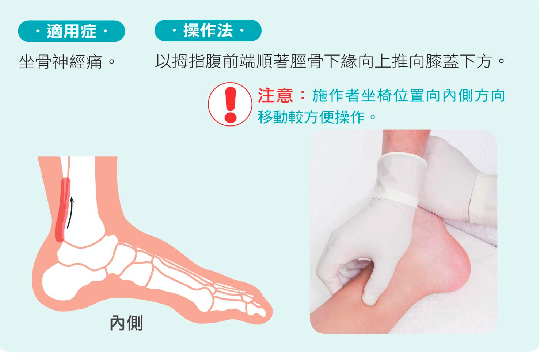 ·適用症·
·操作法·
坐骨神經痛。
以拇指腹前端順著脛骨下緣向上推向膝蓋下方。
注意：施作者坐椅位置向內側方向
移動較方便操作。
內側